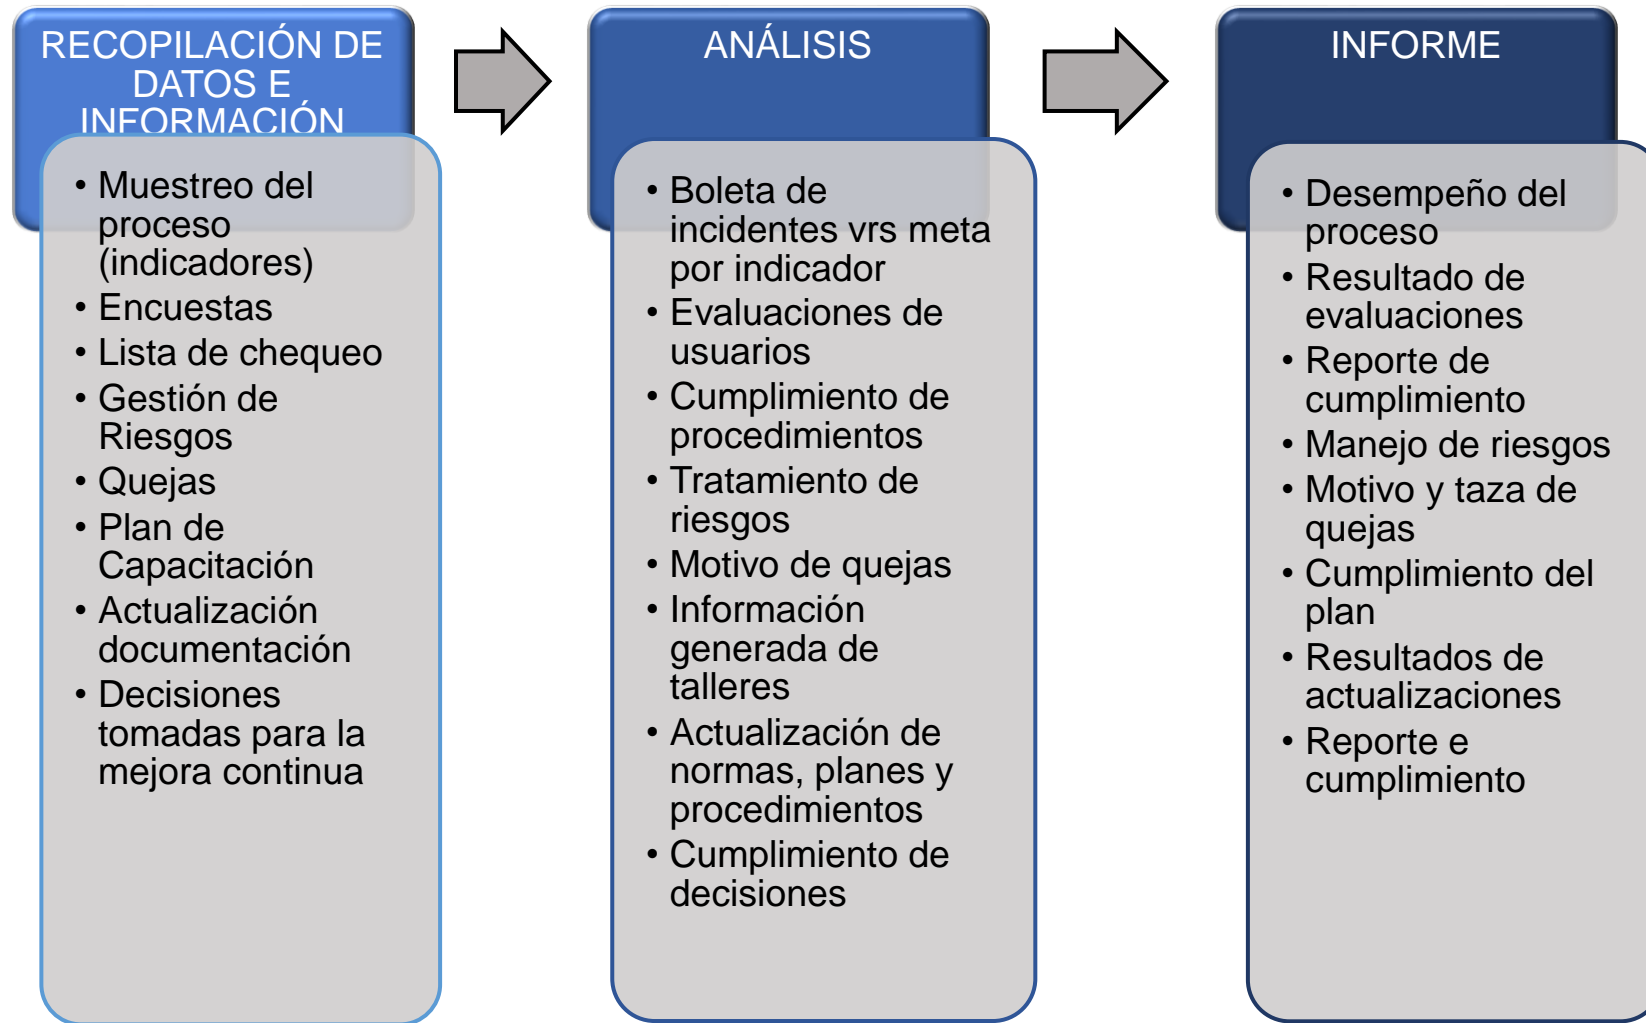 RECOPILACIÓN DE
DATOS E
INFORMACIÓN
• Muestreo del
proceso
(indicadores)
• Encuestas
• Lista de chequeo
• Gestión de
Riesgos
• Quejas
• Plan de
Capacitación
• Actualización
documentación
• Decisiones
tomadas para la
mejora continua
ANÁLISIS
• Boleta de
incidentes vrs meta
por indicador
• Evaluaciones de
usuarios
• Cumplimiento de
procedimientos
• Tratamiento de
riesgos
• Motivo de quejas
• Información
generada de
talleres
• Actualización de
normas, planes y
procedimientos
• Cumplimiento de
decisiones
INFORME
• Desempeño del
proceso
• Resultado de
evaluaciones
• Reporte de
cumplimiento
• Manejo de riesgos
• Motivo y taza de
quejas
• Cumplimiento del
plan
• Resultados de
actualizaciones
• Reporte e
cumplimiento